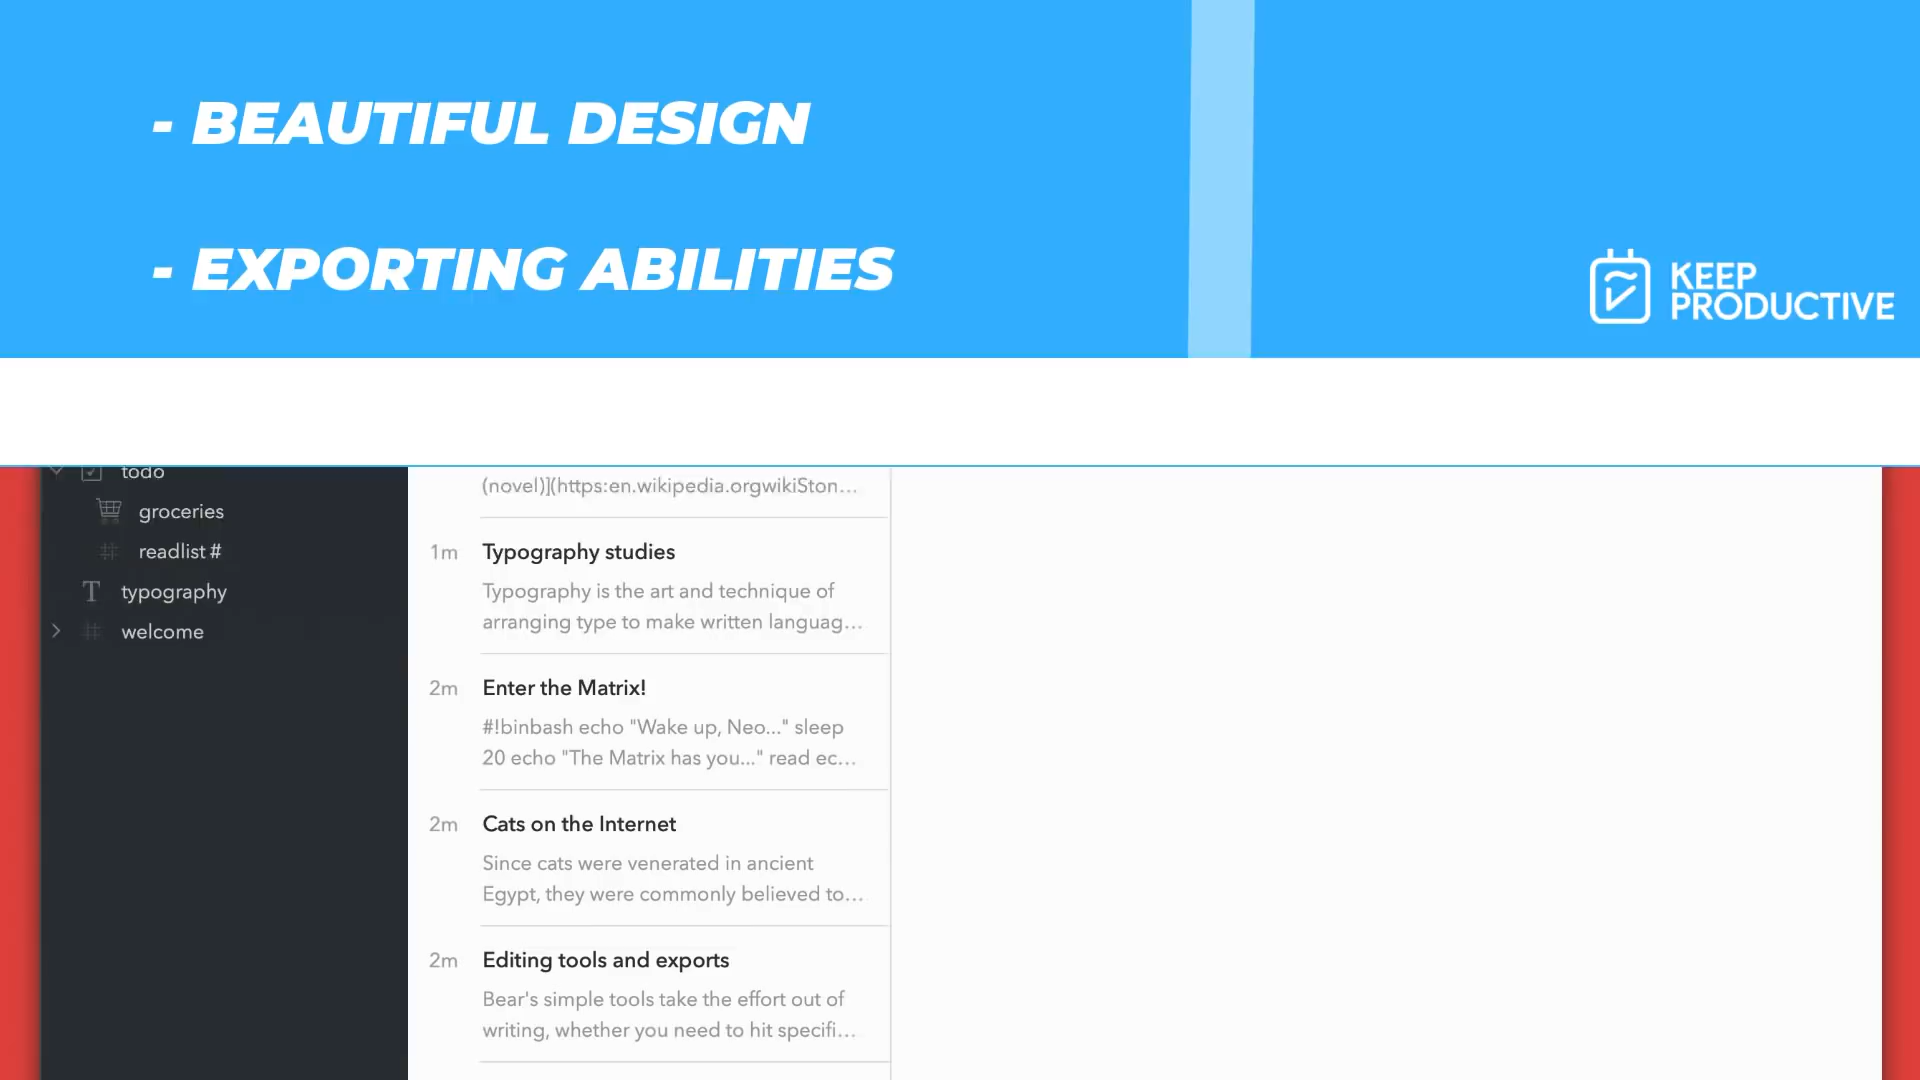 - BEAUTIFUL DESIGN
- EXPORTING ABILITIES
KEEP
PRODUCTIVE
todo
groceries
readlist #
typography
welcome
(novel)](https:en.wikipedia.orgwikiSton...
1m Typography studies
Typography is the art and technique of
arranging type to make written languag...
2m Enter the Matrix!
#!binbash echo "Wake up, Neo..." sleep
20 echo "The Matrix has you..." read ec...
2m Cats on the Internet
Since cats were venerated in ancient
Egypt, they were commonly believed to...
2m Editing tools and exports
Bear's simple tools take the effort out of
writing, whether you need to hit specifi...